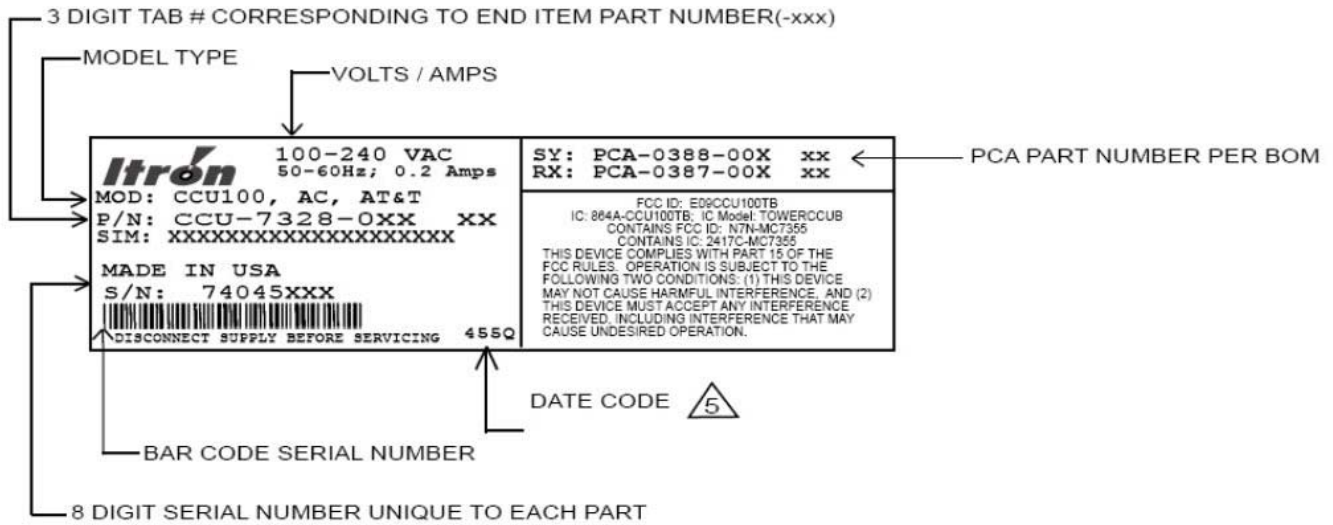 3 DIGIT TAB # CORRESPONDING TO END ITEM PART NUMBER(-xxx)
MODEL TYPE
VOLTS / AMPS
Itron
100-240 VAC
50-60Hz; 0.2 Amps
MOD: CCU100, AC, AT&T
P/N: CCU-7328-0XX XX
SIM: XXXXXXXXXXXXXXXXXXXX
MADE IN USA
S/N: 74045XXX
DISCONNECT SUPPLY BEFORE SERVICING 455Q
SY: PCA-0388-00X XX
RX: PCA-0387-00X XX
PCA PART NUMBER PER BOM
FCC ID: E09CCU100TB
IC: 864A-CCU100TB; IC Model: TOWERCCUB
CONTAINS FCC ID: N7N-MC7355
CONTAINS IC: 2417C-MC7355
THIS DEVICE COMPLIES WITH PART 15 OF THE
FCC RULES. OPERATION IS SUBJECT TO THE
FOLLOWING TWO CONDITIONS: (1) THIS DEVICE
MAY NOT CAUSE HARMFUL INTERFERENCE, AND (2)
THIS DEVICE MUST ACCEPT ANY INTERFERENCE
RECEIVED, INCLUDING INTERFERENCE THAT MAY
CAUSE UNDESIRED OPERATION.
DATE CODE 5
BAR CODE SERIAL NUMBER
8 DIGIT SERIAL NUMBER UNIQUE TO EACH PART